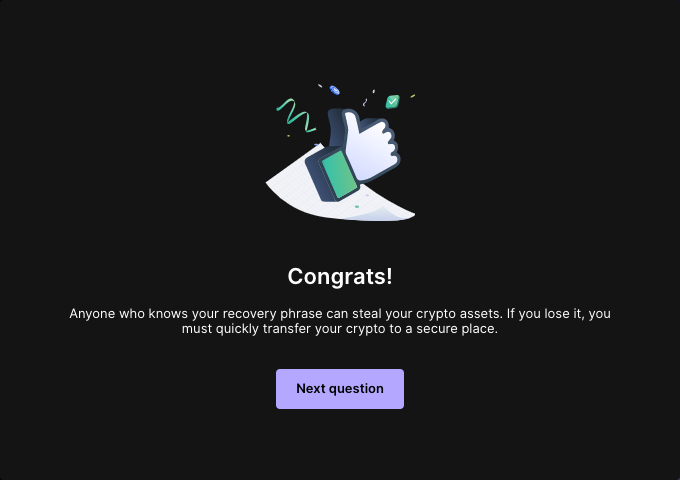 Congrats!
Anyone who knows your recovery phrase can steal your crypto assets. If you lose it, you
must quickly transfer your crypto to a secure place.
Next question